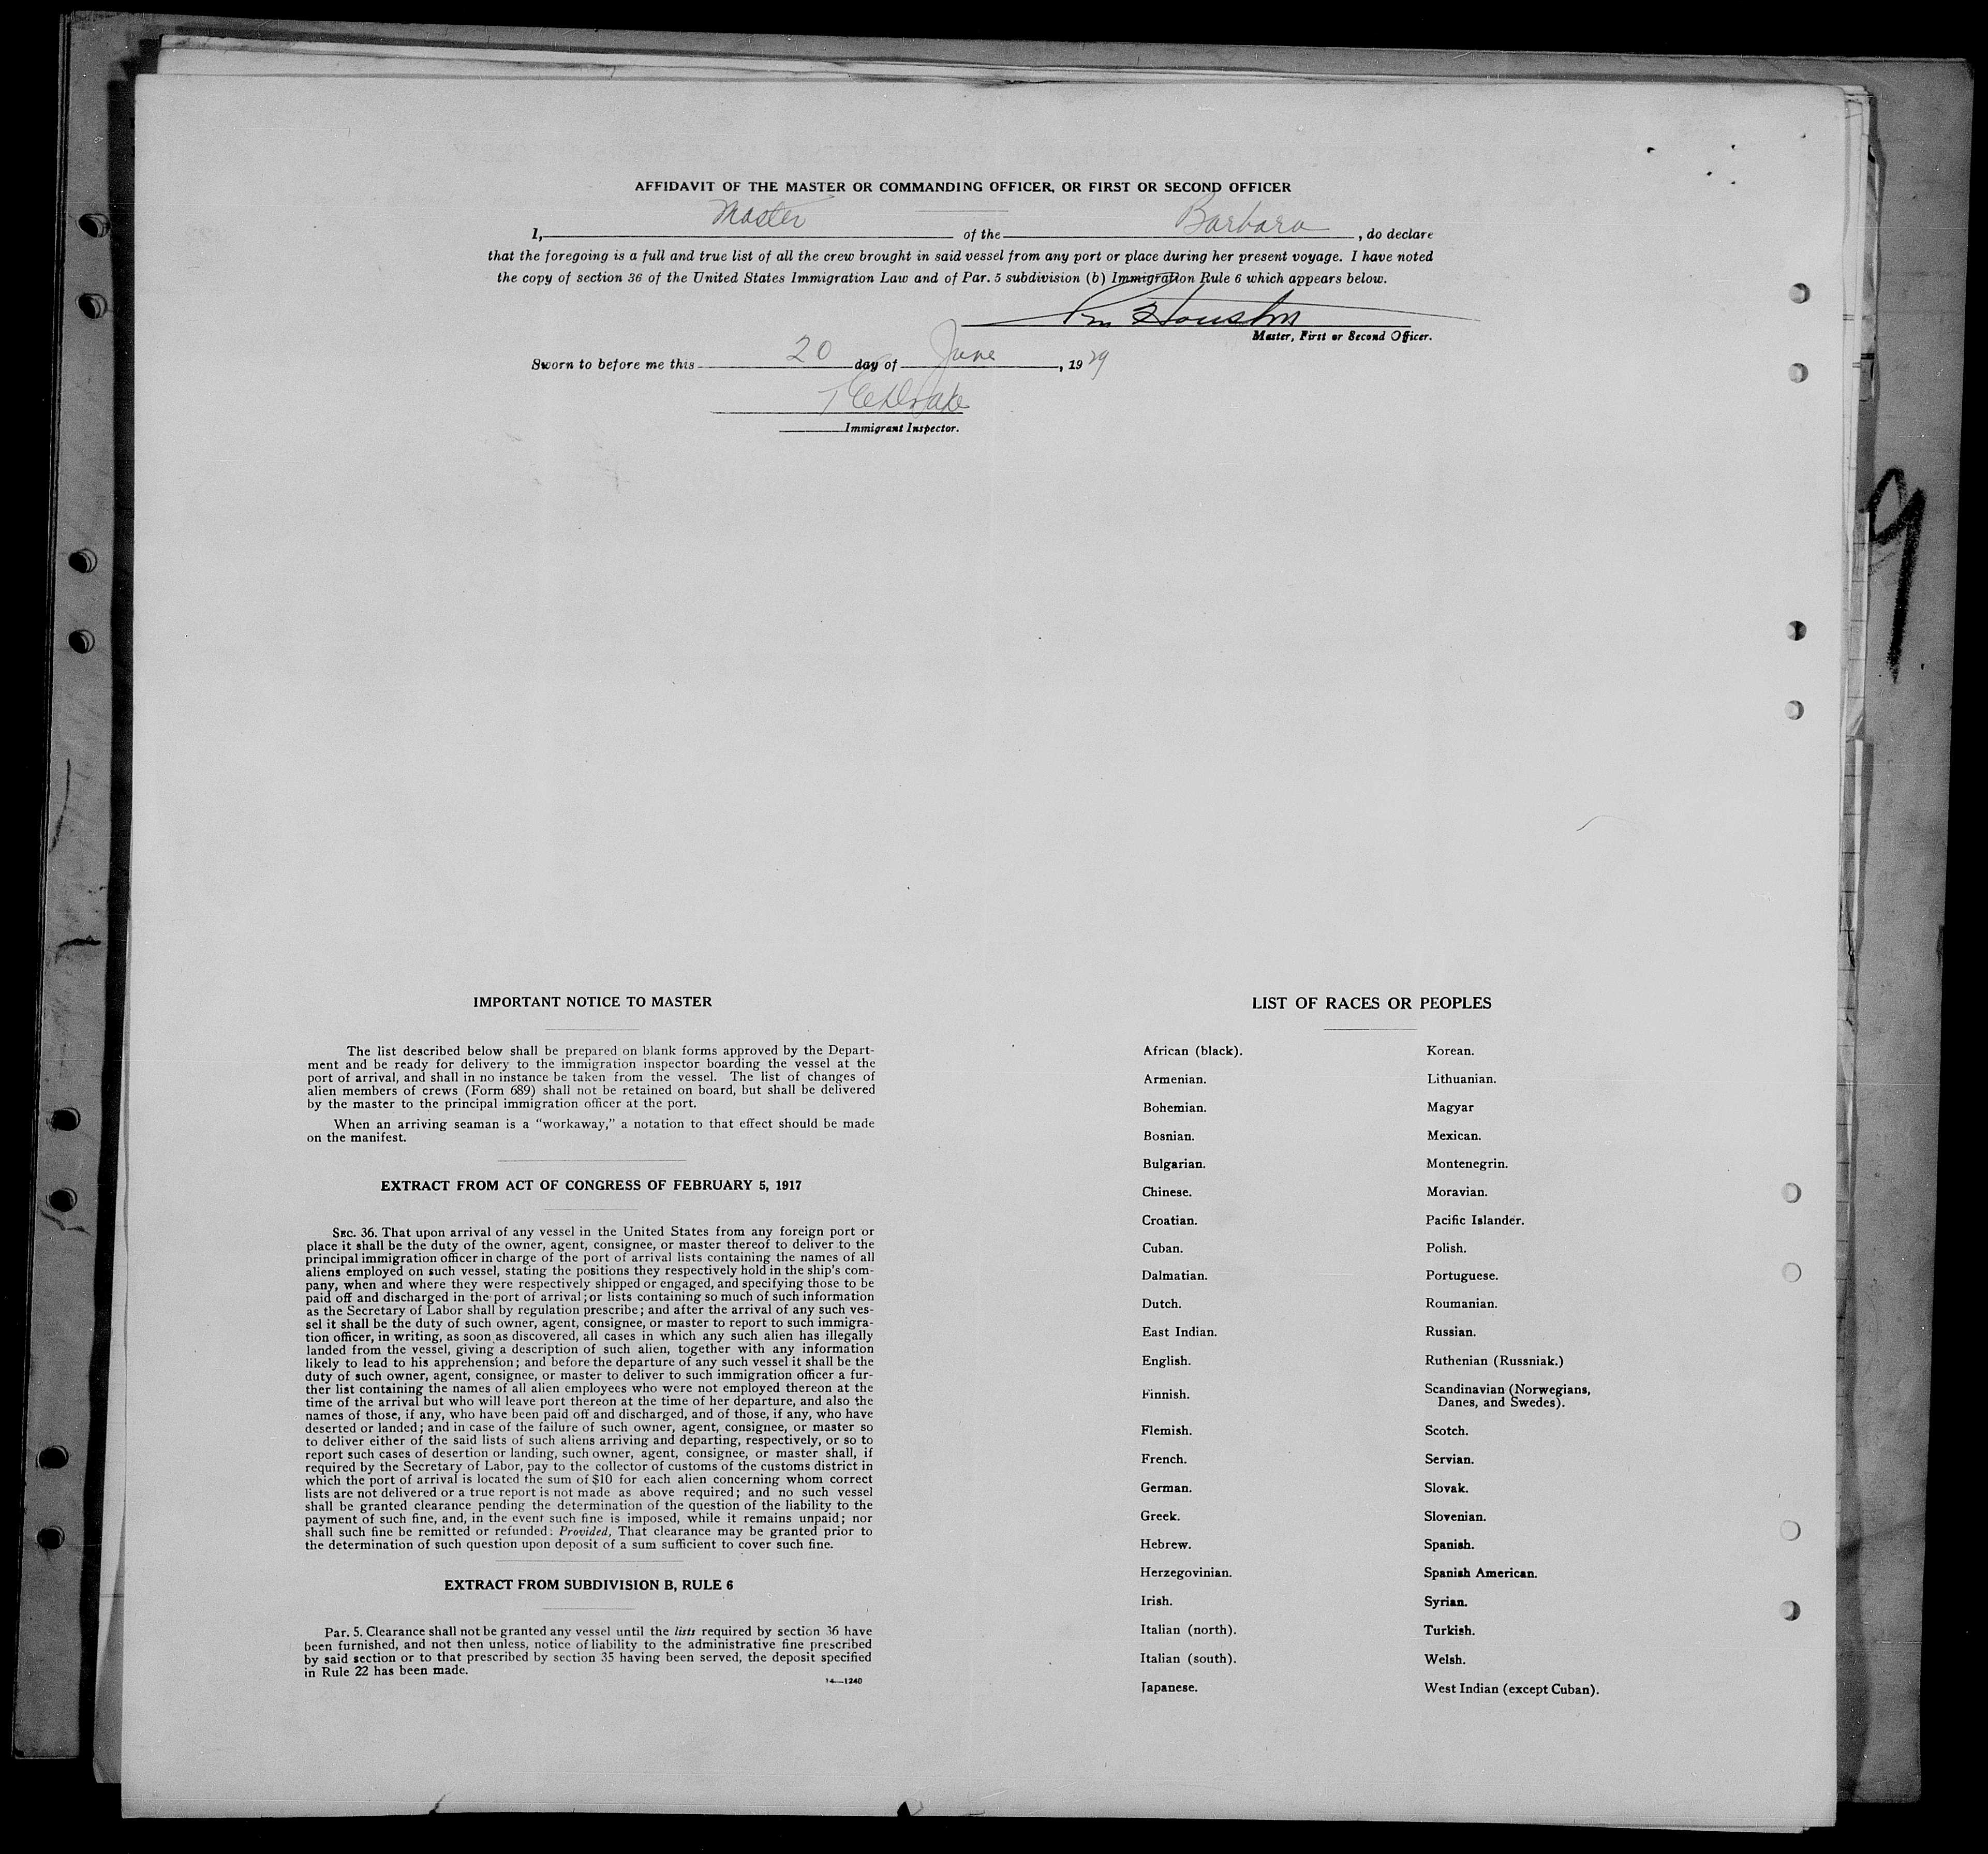 AFFIDAVIT OF THE MASTER OR COMMANDING OFFICER, OR FIRST OR SECOND OFFICER
I, Master of the Barbara, do declare
that the foregoing is a full and true list of all the crew brought in said vessel from any port or place during her present voyage. I have noted
the copy of section 36 of the United States Immigration Law and of Par. 5 subdivision (b) Immigration Rule 6 which appears below.
Houston
Master, First or Second Officer.
Sworn to before me this 20 day of June, 1929
Immigrant Inspector.
9
IMPORTANT NOTICE TO MASTER
The list described below shall be prepared on blank forms approved by the Depart-
ment and be ready for delivery to the immigration inspector boarding the vessel at the
port of arrival, and shall in no instance be taken from the vessel. The list of changes of
alien members of crews (Form 689) shall not be retained on board, but shall be delivered
by the master to the principal immigration officer at the port.
When an arriving seaman is a "workaway," a notation to that effect should be made
on the manifest.
EXTRACT FROM ACT OF CONGRESS OF FEBRUARY 5, 1917
SEC. 36. That upon arrival of any vessel in the United States from any foreign port or
place it shall be the duty of the owner, agent, consignee, or master thereof to deliver to the
principal immigration officer in charge of the port of arrival lists containing the names of all
aliens employed on such vessel, stating the positions they respectively hold in the ship's com-
pany, when and where they were respectively shipped or engaged, and specifying those to be
paid off and discharged in the port of arrival; or lists containing so much of such information
as the Secretary of Labor shall by regulation prescribe; and after the arrival of any such ves-
sel it shall be the duty of such owner, agent, consignee, or master to report to such immigra-
tion officer, in writing, as soon as discovered, all cases in which any such alien has illegally
landed from the vessel, giving a description of such alien, together with any information
likely to lead to his apprehension; and before the departure of any such vessel it shall be the
duty of such owner, agent, consignee, or master to deliver to such immigration officer a fur-
ther list containing the names of all alien employees who were not employed thereon at the
time of the arrival but who will leave port thereon at the time of her departure, and also the
names of those, if any, who have been paid off and discharged, and of those, if any, who have
deserted or landed; and in case of the failure of such owner, agent, consignee, or master so
to deliver either of the said lists of such aliens arriving and departing, respectively, or so to
report such cases of desertion or landing, such owner, agent, consignee, or master shall, if
required by the Secretary of Labor, pay to the collector of customs of the customs district in
which the port of arrival is located the sum of $10 for each alien concerning whom correct
lists are not delivered or a true report is not made as above required; and no such vessel
shall be granted clearance pending the determination of the question of the liability to the
payment of such fine, and, in the event such fine is imposed, while it remains unpaid; nor
shall such fine be remitted or refunded: Provided, That clearance may be granted prior to
the determination of such question upon deposit of a sum sufficient to cover such fine.
EXTRACT FROM SUBDIVISION B, RULE 6
Par. 5. Clearance shall not be granted any vessel until the lists required by section 36 have
been furnished, and not then unless, notice of liability to the administrative fine prescribed
by said section or to that prescribed by section 35 having been served, the deposit specified
in Rule 22 has been made.
14—1240
LIST OF RACES OR PEOPLES
African (black).
Armenian.
Bohemian.
Bosnian.
Bulgarian.
Chinese.
Croatian.
Cuban.
Dalmatian.
Dutch.
East Indian.
English.
Finnish.
Flemish.
French.
German.
Greek.
Hebrew.
Herzegovinian.
Irish.
Italian (north).
Italian (south).
Japanese.
Korean.
Lithuanian.
Magyar
Mexican.
Montenegrin.
Moravian.
Pacific Islander.
Polish.
Portuguese.
Roumanian.
Russian.
Ruthenian (Russniak.)
Scandinavian (Norwegians,
Danes, and Swedes).
Scotch.
Servian.
Slovak.
Slovenian.
Spanish.
Spanish American.
Syrian.
Turkish.
Welsh.
West Indian (except Cuban).